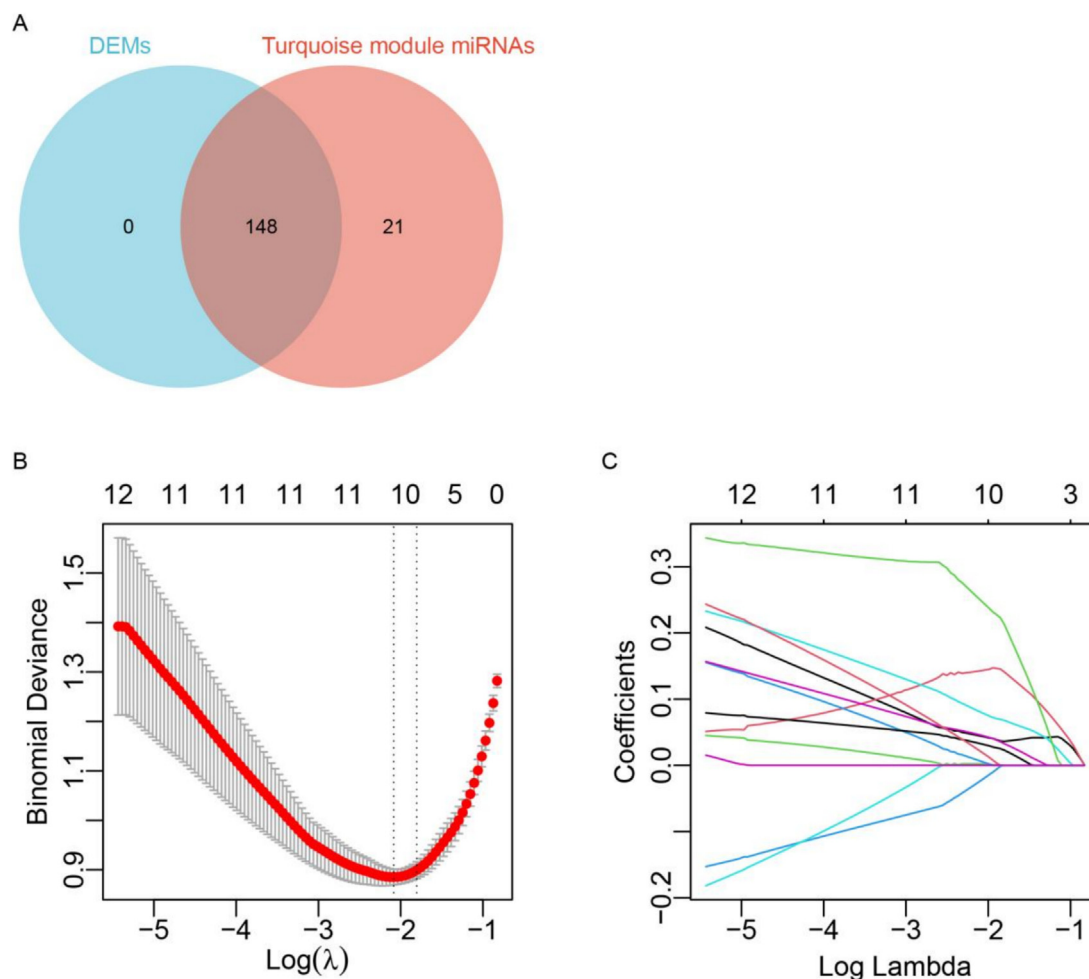 A
DEMs Turquoise module miRNAs
0 148 21
B
12 11 11 11 11 10 5 0
Binomial Deviance
1.5
1.3
1.1
0.9
−5 −4 −3 −2 −1
Log(λ)
C
12 11 11 10 3
Coefficients
0.3
0.2
0.1
0.0
−0.2
−5 −4 −3 −2 −1
Log Lambda